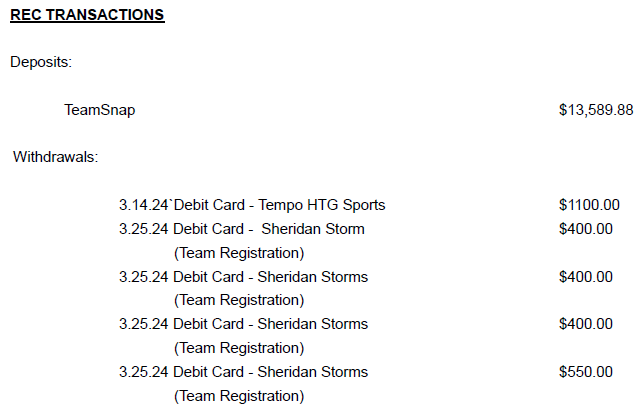 REC TRANSACTIONS
Deposits:
TeamSnap $13,589.88
Withdrawals:
3.14.24`Debit Card - Tempo HTG Sports $1100.00
3.25.24 Debit Card - Sheridan Storm $400.00
(Team Registration)
3.25.24 Debit Card - Sheridan Storms $400.00
(Team Registration)
3.25.24 Debit Card - Sheridan Storms $400.00
(Team Registration)
3.25.24 Debit Card - Sheridan Storms $550.00
(Team Registration)